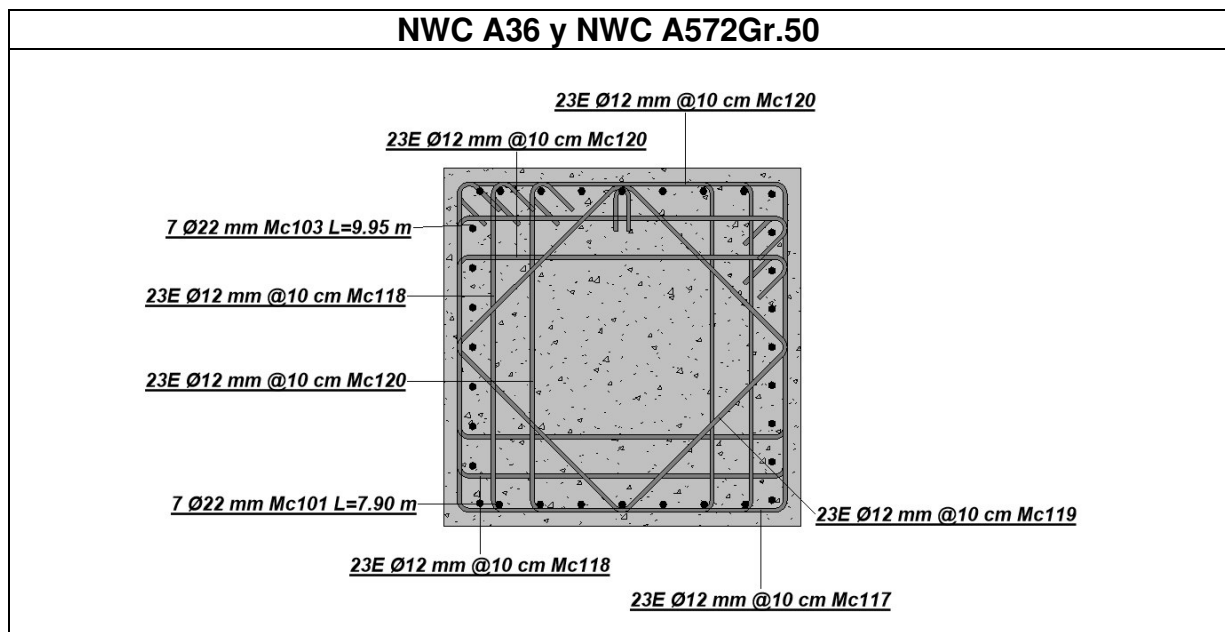 NWC A36 y NWC A572Gr.50
23E Ø12 mm @10 cm Mc120
23E Ø12 mm @10 cm Mc120
7 Ø22 mm Mc103 L=9.95 m
23E Ø12 mm @10 cm Mc118
23E Ø12 mm @10 cm Mc120
7 Ø22 mm Mc101 L=7.90 m
23E Ø12 mm @10 cm Mc119
23E Ø12 mm @10 cm Mc118
23E Ø12 mm @10 cm Mc117